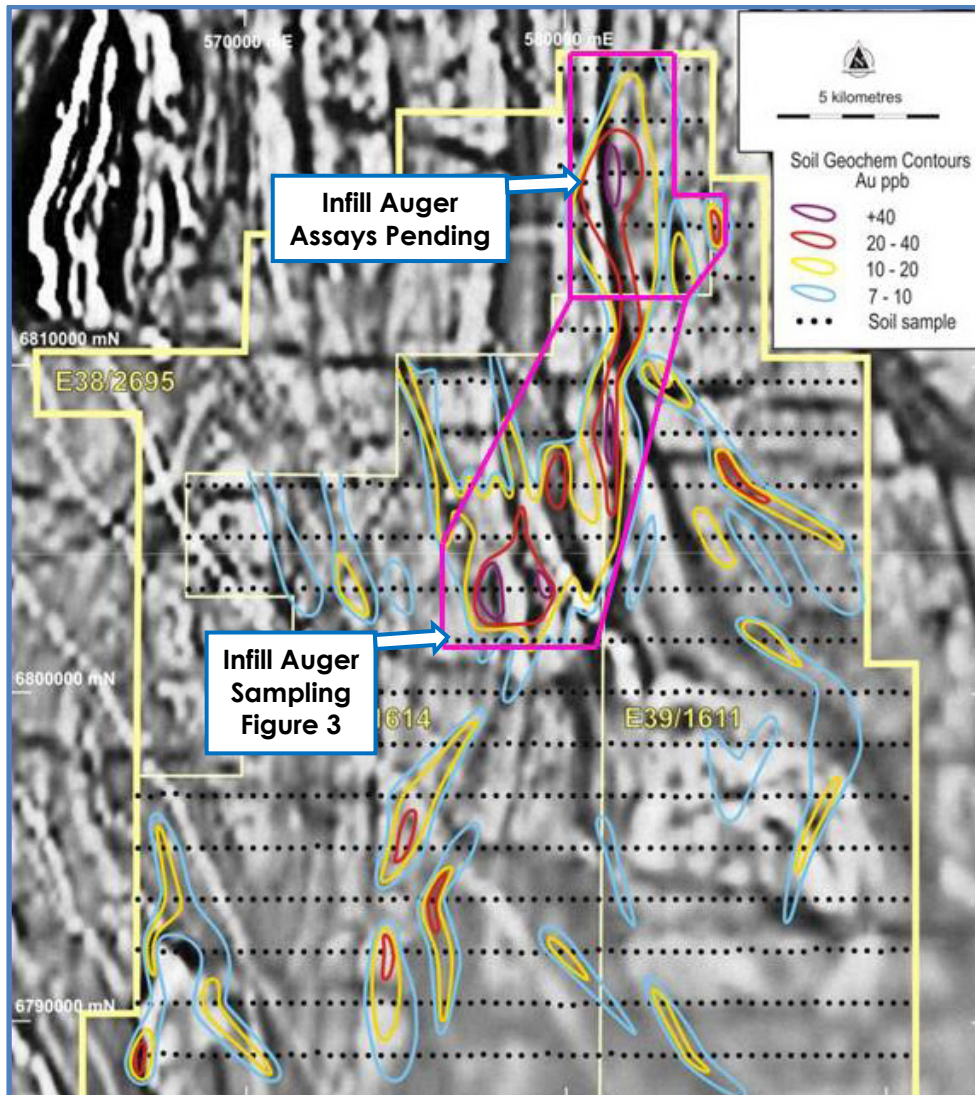 570000 mE
580000 mE
5 kilometres
Soil Geochem Contours
Au ppb
+40
20 - 40
10 - 20
7 - 10
Soil sample
Infill Auger
Assays Pending
6810000 mN
E38/2695
Infill Auger
Sampling
Figure 3
6800000 mN
1614
E39/1611
6790000 mN